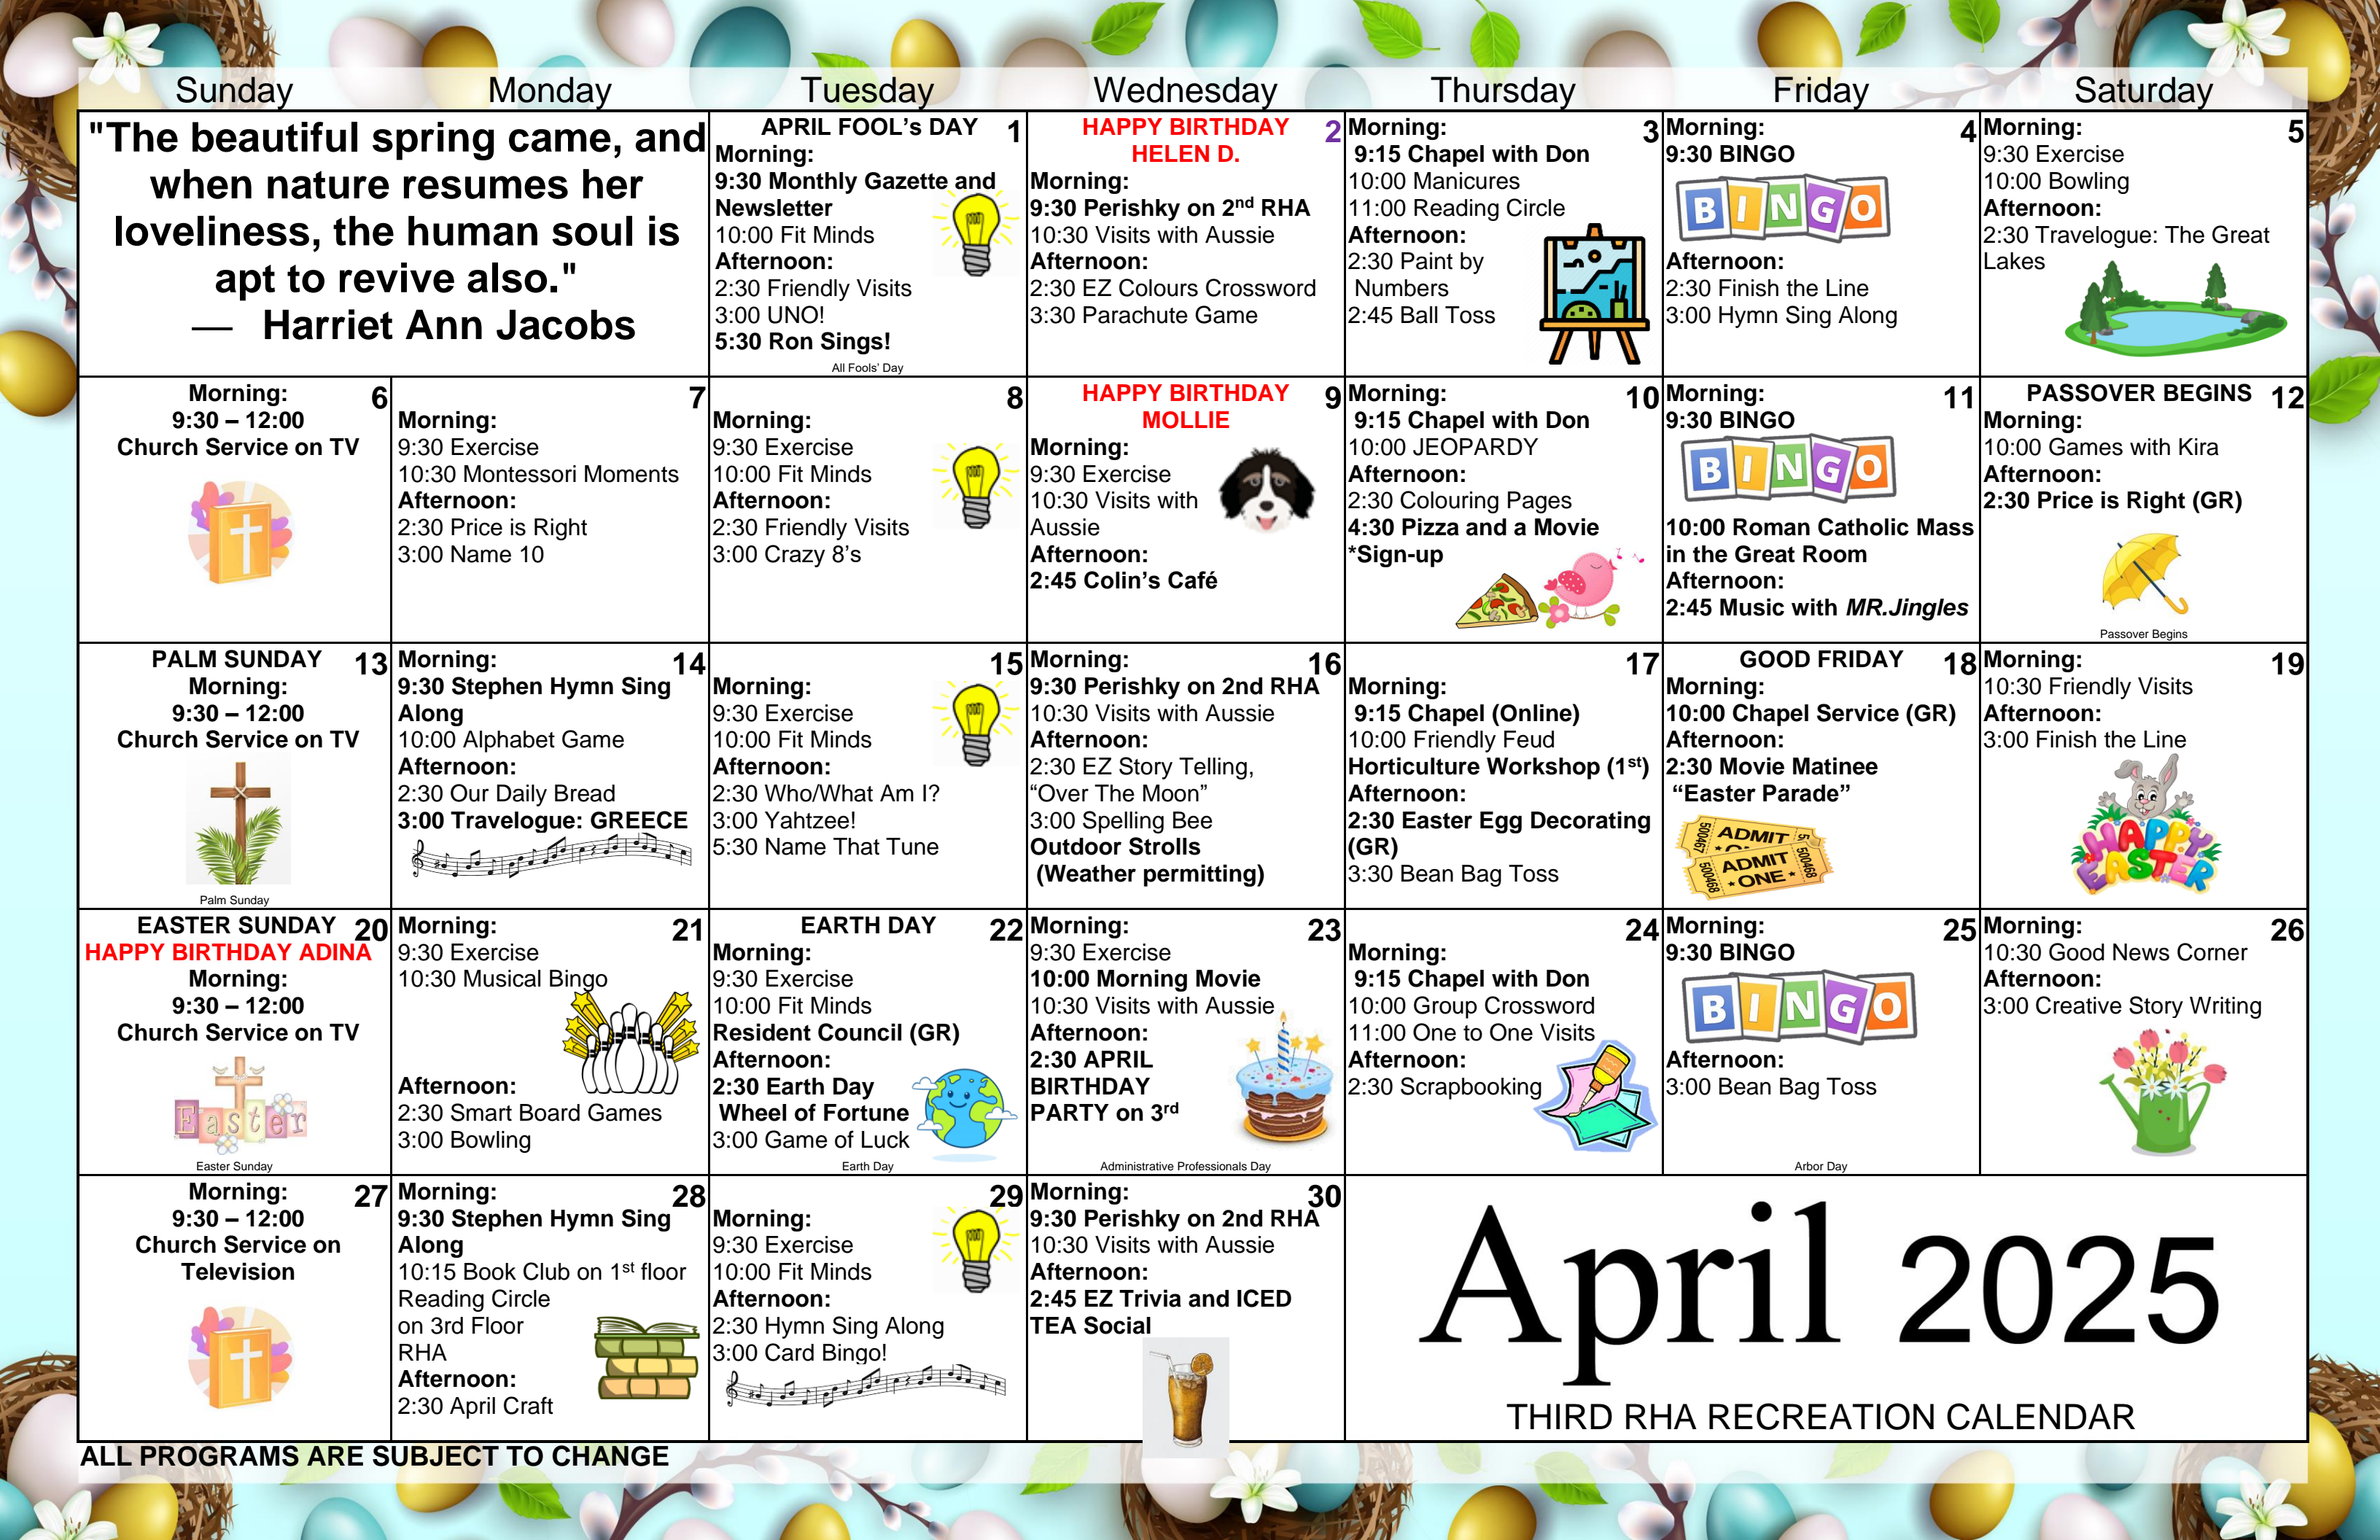 Sunday Monday Tuesday Wednesday Thursday Friday Saturday
"The beautiful spring came, and
when nature resumes her
loveliness, the human soul is
apt to revive also."
— Harriet Ann Jacobs
APRIL FOOL's DAY 1
Morning:
9:30 Monthly Gazette and
Newsletter
10:00 Fit Minds
Afternoon:
2:30 Friendly Visits
3:00 UNO!
5:30 Ron Sings!
All Fools' Day
HAPPY BIRTHDAY 2
HELEN D.
Morning:
9:30 Perishky on 2nd RHA
10:30 Visits with Aussie
Afternoon:
2:30 EZ Colours Crossword
3:30 Parachute Game
Morning: 3
9:15 Chapel with Don
10:00 Manicures
11:00 Reading Circle
Afternoon:
2:30 Paint by
Numbers
2:45 Ball Toss
Morning: 4
9:30 BINGO
BINGO
Afternoon:
2:30 Finish the Line
3:00 Hymn Sing Along
Morning: 5
9:30 Exercise
10:00 Bowling
Afternoon:
2:30 Travelogue: The Great
Lakes
Morning: 6
9:30 – 12:00
Church Service on TV
7
Morning:
9:30 Exercise
10:30 Montessori Moments
Afternoon:
2:30 Price is Right
3:00 Name 10
8
Morning:
9:30 Exercise
10:00 Fit Minds
Afternoon:
2:30 Friendly Visits
3:00 Crazy 8's
HAPPY BIRTHDAY 9
MOLLIE
Morning:
9:30 Exercise
10:30 Visits with
Aussie
Afternoon:
2:45 Colin's Café
Morning: 10
9:15 Chapel with Don
10:00 JEOPARDY
Afternoon:
2:30 Colouring Pages
4:30 Pizza and a Movie
*Sign-up
Morning: 11
9:30 BINGO
BINGO
10:00 Roman Catholic Mass
in the Great Room
Afternoon:
2:45 Music with MR.Jingles
PASSOVER BEGINS 12
Morning:
10:00 Games with Kira
Afternoon:
2:30 Price is Right (GR)
Passover Begins
PALM SUNDAY 13
Morning:
9:30 – 12:00
Church Service on TV
Palm Sunday
Morning: 14
9:30 Stephen Hymn Sing
Along
10:00 Alphabet Game
Afternoon:
2:30 Our Daily Bread
3:00 Travelogue: GREECE
15
Morning:
9:30 Exercise
10:00 Fit Minds
Afternoon:
2:30 Who/What Am I?
3:00 Yahtzee!
5:30 Name That Tune
Morning: 16
9:30 Perishky on 2nd RHA
10:30 Visits with Aussie
Afternoon:
2:30 EZ Story Telling,
“Over The Moon”
3:00 Spelling Bee
Outdoor Strolls
(Weather permitting)
17
Morning:
9:15 Chapel (Online)
10:00 Friendly Feud
Horticulture Workshop (1st)
Afternoon:
2:30 Easter Egg Decorating
(GR)
3:30 Bean Bag Toss
GOOD FRIDAY 18
Morning:
10:00 Chapel Service (GR)
Afternoon:
2:30 Movie Matinee
“Easter Parade”
500467 ADMIT
500468 ADMIT ONE 500468
Morning: 19
10:30 Friendly Visits
Afternoon:
3:00 Finish the Line
HAPPY
EASTER
EASTER SUNDAY 20
HAPPY BIRTHDAY ADINA
Morning:
9:30 – 12:00
Church Service on TV
Easter
Easter Sunday
Morning: 21
9:30 Exercise
10:30 Musical Bingo
Afternoon:
2:30 Smart Board Games
3:00 Bowling
EARTH DAY 22
Morning:
9:30 Exercise
10:00 Fit Minds
Resident Council (GR)
Afternoon:
2:30 Earth Day
Wheel of Fortune
3:00 Game of Luck
Earth Day
Morning: 23
9:30 Exercise
10:00 Morning Movie
10:30 Visits with Aussie
Afternoon:
2:30 APRIL
BIRTHDAY
PARTY on 3rd
Administrative Professionals Day
24
Morning:
9:15 Chapel with Don
10:00 Group Crossword
11:00 One to One Visits
Afternoon:
2:30 Scrapbooking
Morning: 25
9:30 BINGO
BINGO
Afternoon:
3:00 Bean Bag Toss
Arbor Day
Morning: 26
10:30 Good News Corner
Afternoon:
3:00 Creative Story Writing
Morning: 27
9:30 – 12:00
Church Service on
Television
Morning: 28
9:30 Stephen Hymn Sing
Along
10:15 Book Club on 1st floor
Reading Circle
on 3rd Floor
RHA
Afternoon:
2:30 April Craft
29
Morning:
9:30 Exercise
10:00 Fit Minds
Afternoon:
2:30 Hymn Sing Along
3:00 Card Bingo!
Morning: 30
9:30 Perishky on 2nd RHA
10:30 Visits with Aussie
Afternoon:
2:45 EZ Trivia and ICED
TEA Social
April 2025
THIRD RHA RECREATION CALENDAR
ALL PROGRAMS ARE SUBJECT TO CHANGE